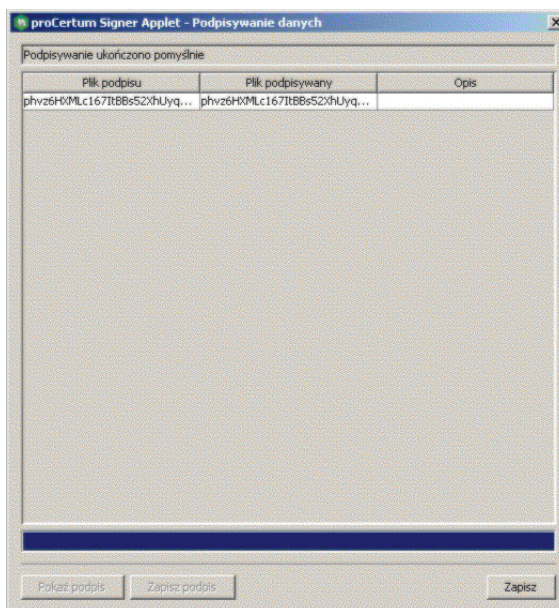 proCertum Signer Applet - Podpisywanie danych
Podpisywanie ukończono pomyślnie
Plik podpisu Plik podpisywany Opis
phvz6HXMLc167ItBBs52XhUyq... phvz6HXMLc167ItBBs52XhUyq...
Pokaż podpis Zapisz podpis Zapisz